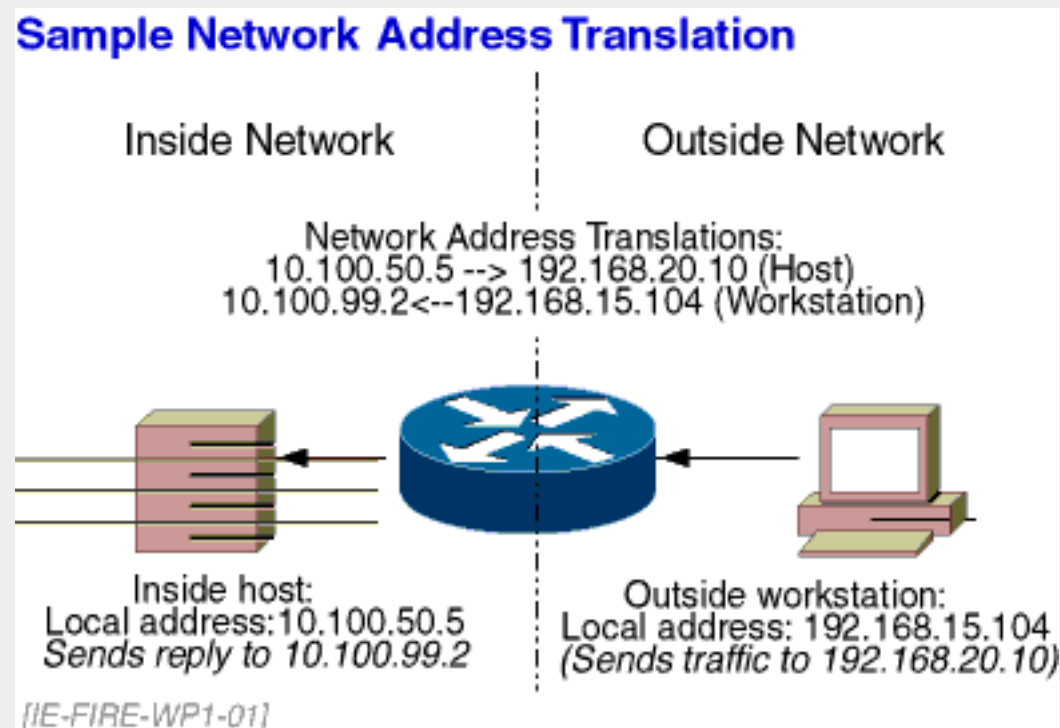 Sample Network Address Translation
Inside Network
Outside Network
Network Address Translations:
10.100.50.5 --> 192.168.20.10 (Host)
10.100.99.2<--192.168.15.104 (Workstation)
Inside host:
Local address:10.100.50.5
Sends reply to 10.100.99.2
Outside workstation:
Local address: 192.168.15.104
(Sends traffic to 192.168.20.10)
[IE-FIRE-WP1-01]